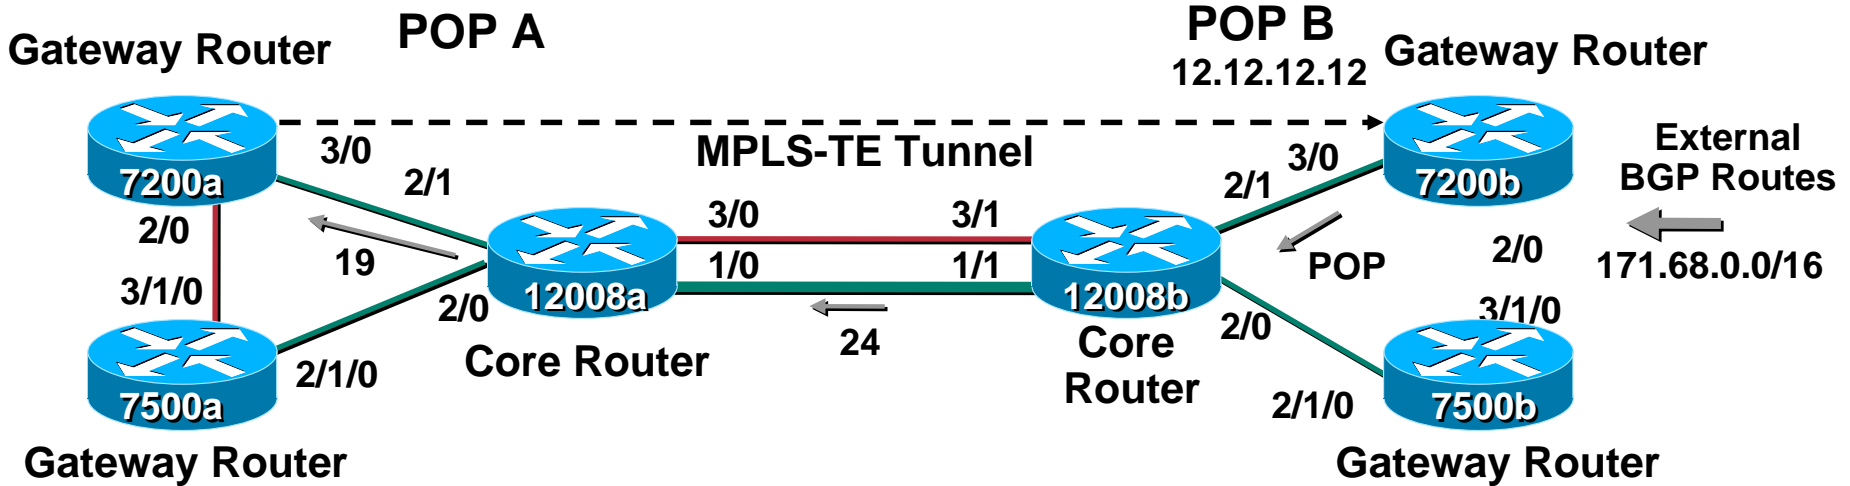 POP A
POP B
Gateway Router
12.12.12.12
Gateway Router
MPLS-TE Tunnel
External
BGP Routes
3/0
3/0
7200a
2/1
2/1
7200b
2/0
3/0
3/1
19
1/0
1/1
POP
2/0
171.68.0.0/16
3/1/0
2/0
12008a
12008b
2/0
3/1/0
24
Core Router
Core
Router
2/1/0
2/1/0
7500a
7500b
Gateway Router
Gateway Router